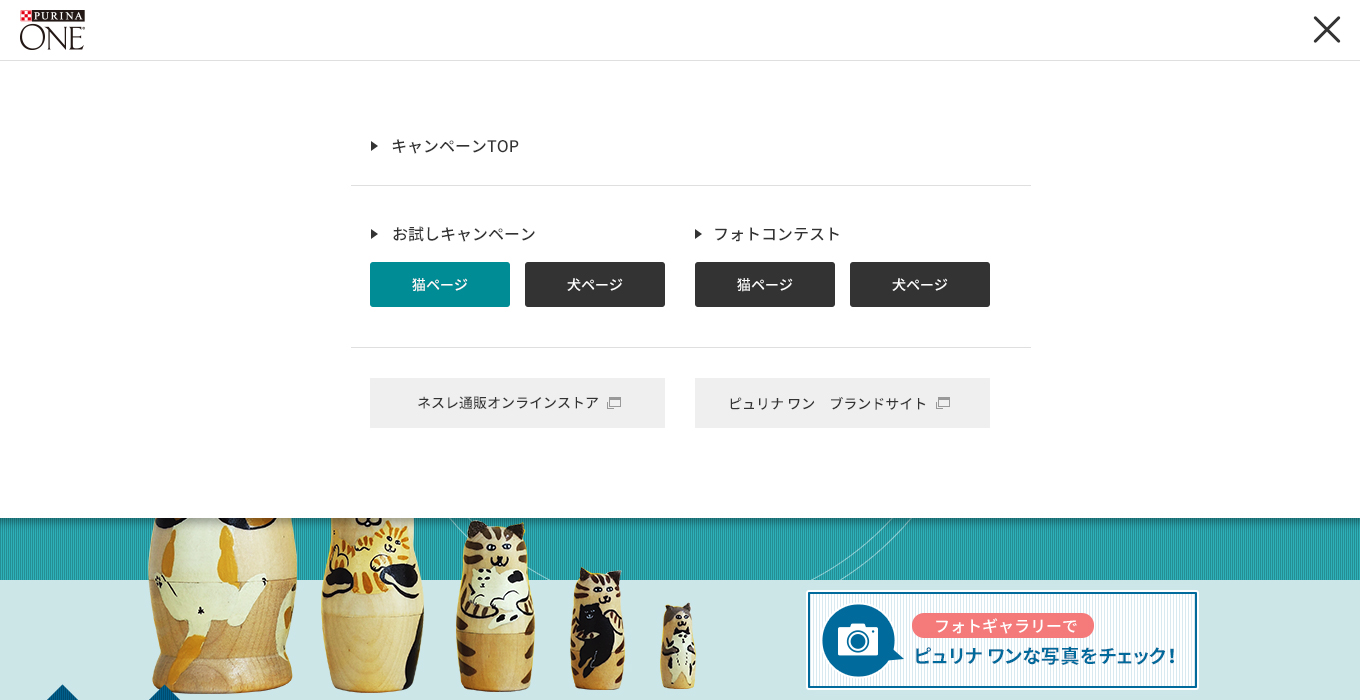 PURINA
ONE
キャンペーンTOP
お試しキャンペーン
フォトコンテスト
猫ページ
犬ページ
猫ページ
犬ページ
ネスレ通販オンラインストア
ピュリナ ワン　ブランドサイト
フォトギャラリーで
ピュリナ ワンな写真をチェック！